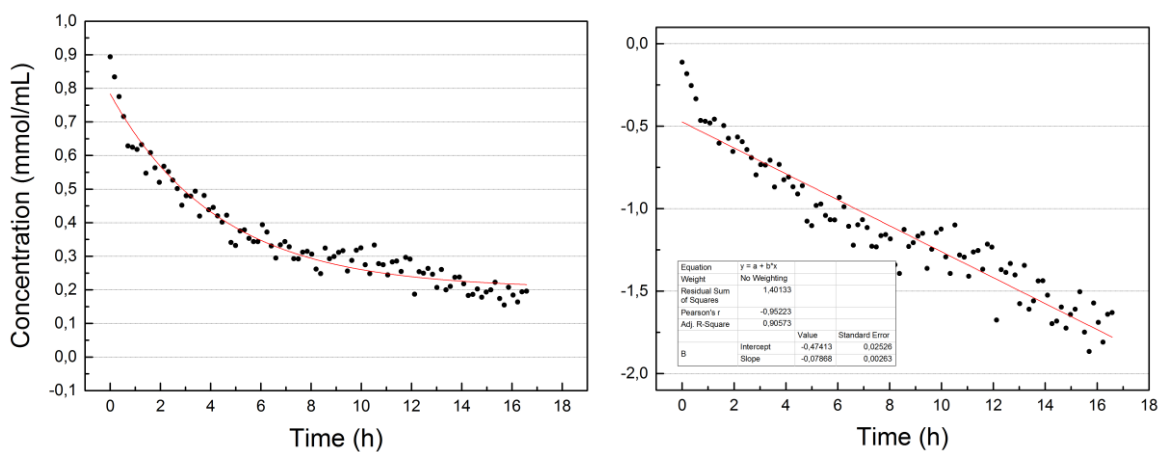 1,0
0,9
0,8
0,7
0,6
0,5
0,4
0,3
0,2
0,1
0,0
-0,1
Concentration (mmol/mL)
0 2 4 6 8 10 12 14 16 18
Time (h)
0,0
-0,5
-1,0
-1,5
-2,0
Equation y = a + b*x
Weight No Weighting
Residual Sum of Squares 1,40133
Pearson's r -0,95223
Adj. R-Square 0,90573
Value Standard Error
B Intercept -0,47413 0,02526
Slope -0,07868 0,00263
0 2 4 6 8 10 12 14 16 18
Time (h)